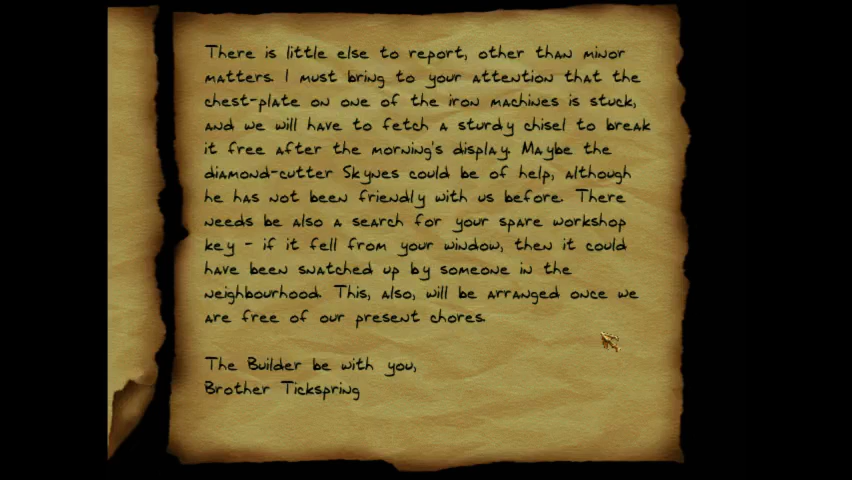 There is little else to report, other than minor
matters. I must bring to your attention that the
chest-plate on one of the iron machines is stuck,
and we will have to fetch a sturdy chisel to break
it free after the morning's display. Maybe the
diamond-cutter Skynes could be of help, although
he has not been friendly with us before. There
needs be also a search for your spare workshop
key - if it fell from your window, then it could
have been snatched up by someone in the
neighbourhood. This, also, will be arranged once we
are free of our present chores.
The Builder be with you,
Brother Tickspring